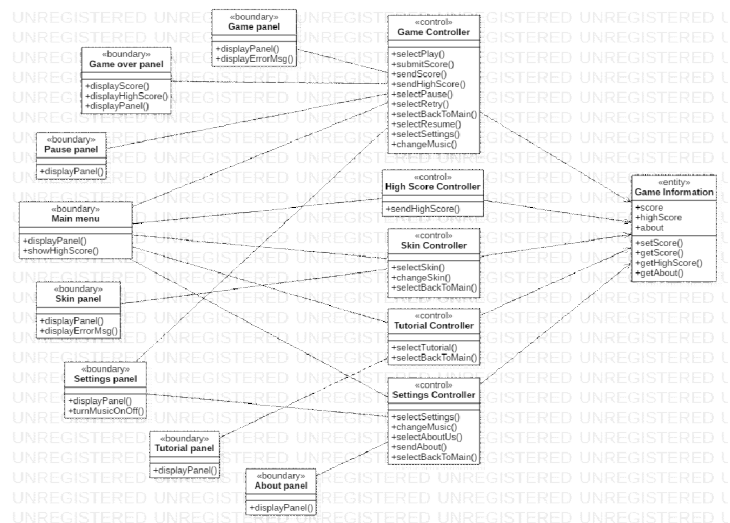 «boundary»
Game panel
+displayPanel()
+displayErrorMsg()
«control»
Game Controller
+selectPlay()
+submitScore()
+sendScore()
+sendHighScore()
+selectPause()
+selectRetry()
+selectBackToMain()
+selectResume()
+selectSettings()
+changeMusic()
«boundary»
Game over panel
+displayScore()
+displayHighScore()
+displayPanel()
«boundary»
Pause panel
+displayPanel()
«control»
High Score Controller
+sendHighScore()
«entity»
Game Information
+score
+highScore
+about
+setScore()
+getScore()
+getHighScore()
+getAbout()
«boundary»
Main menu
+displayPanel()
+showHighScore()
«control»
Skin Controller
+selectSkin()
+changeSkin()
+selectBackToMain()
«boundary»
Skin panel
+displayPanel()
+displayErrorMsg()
«control»
Tutorial Controller
+selectTutorial()
+selectBackToMain()
«boundary»
Settings panel
+displayPanel()
+turnMusicOnOff()
«control»
Settings Controller
+selectSettings()
+changeMusic()
+selectAboutUs()
+sendAbout()
+selectBackToMain()
«boundary»
Tutorial panel
+displayPanel()
«boundary»
About panel
+displayPanel()
UNREGISTERED